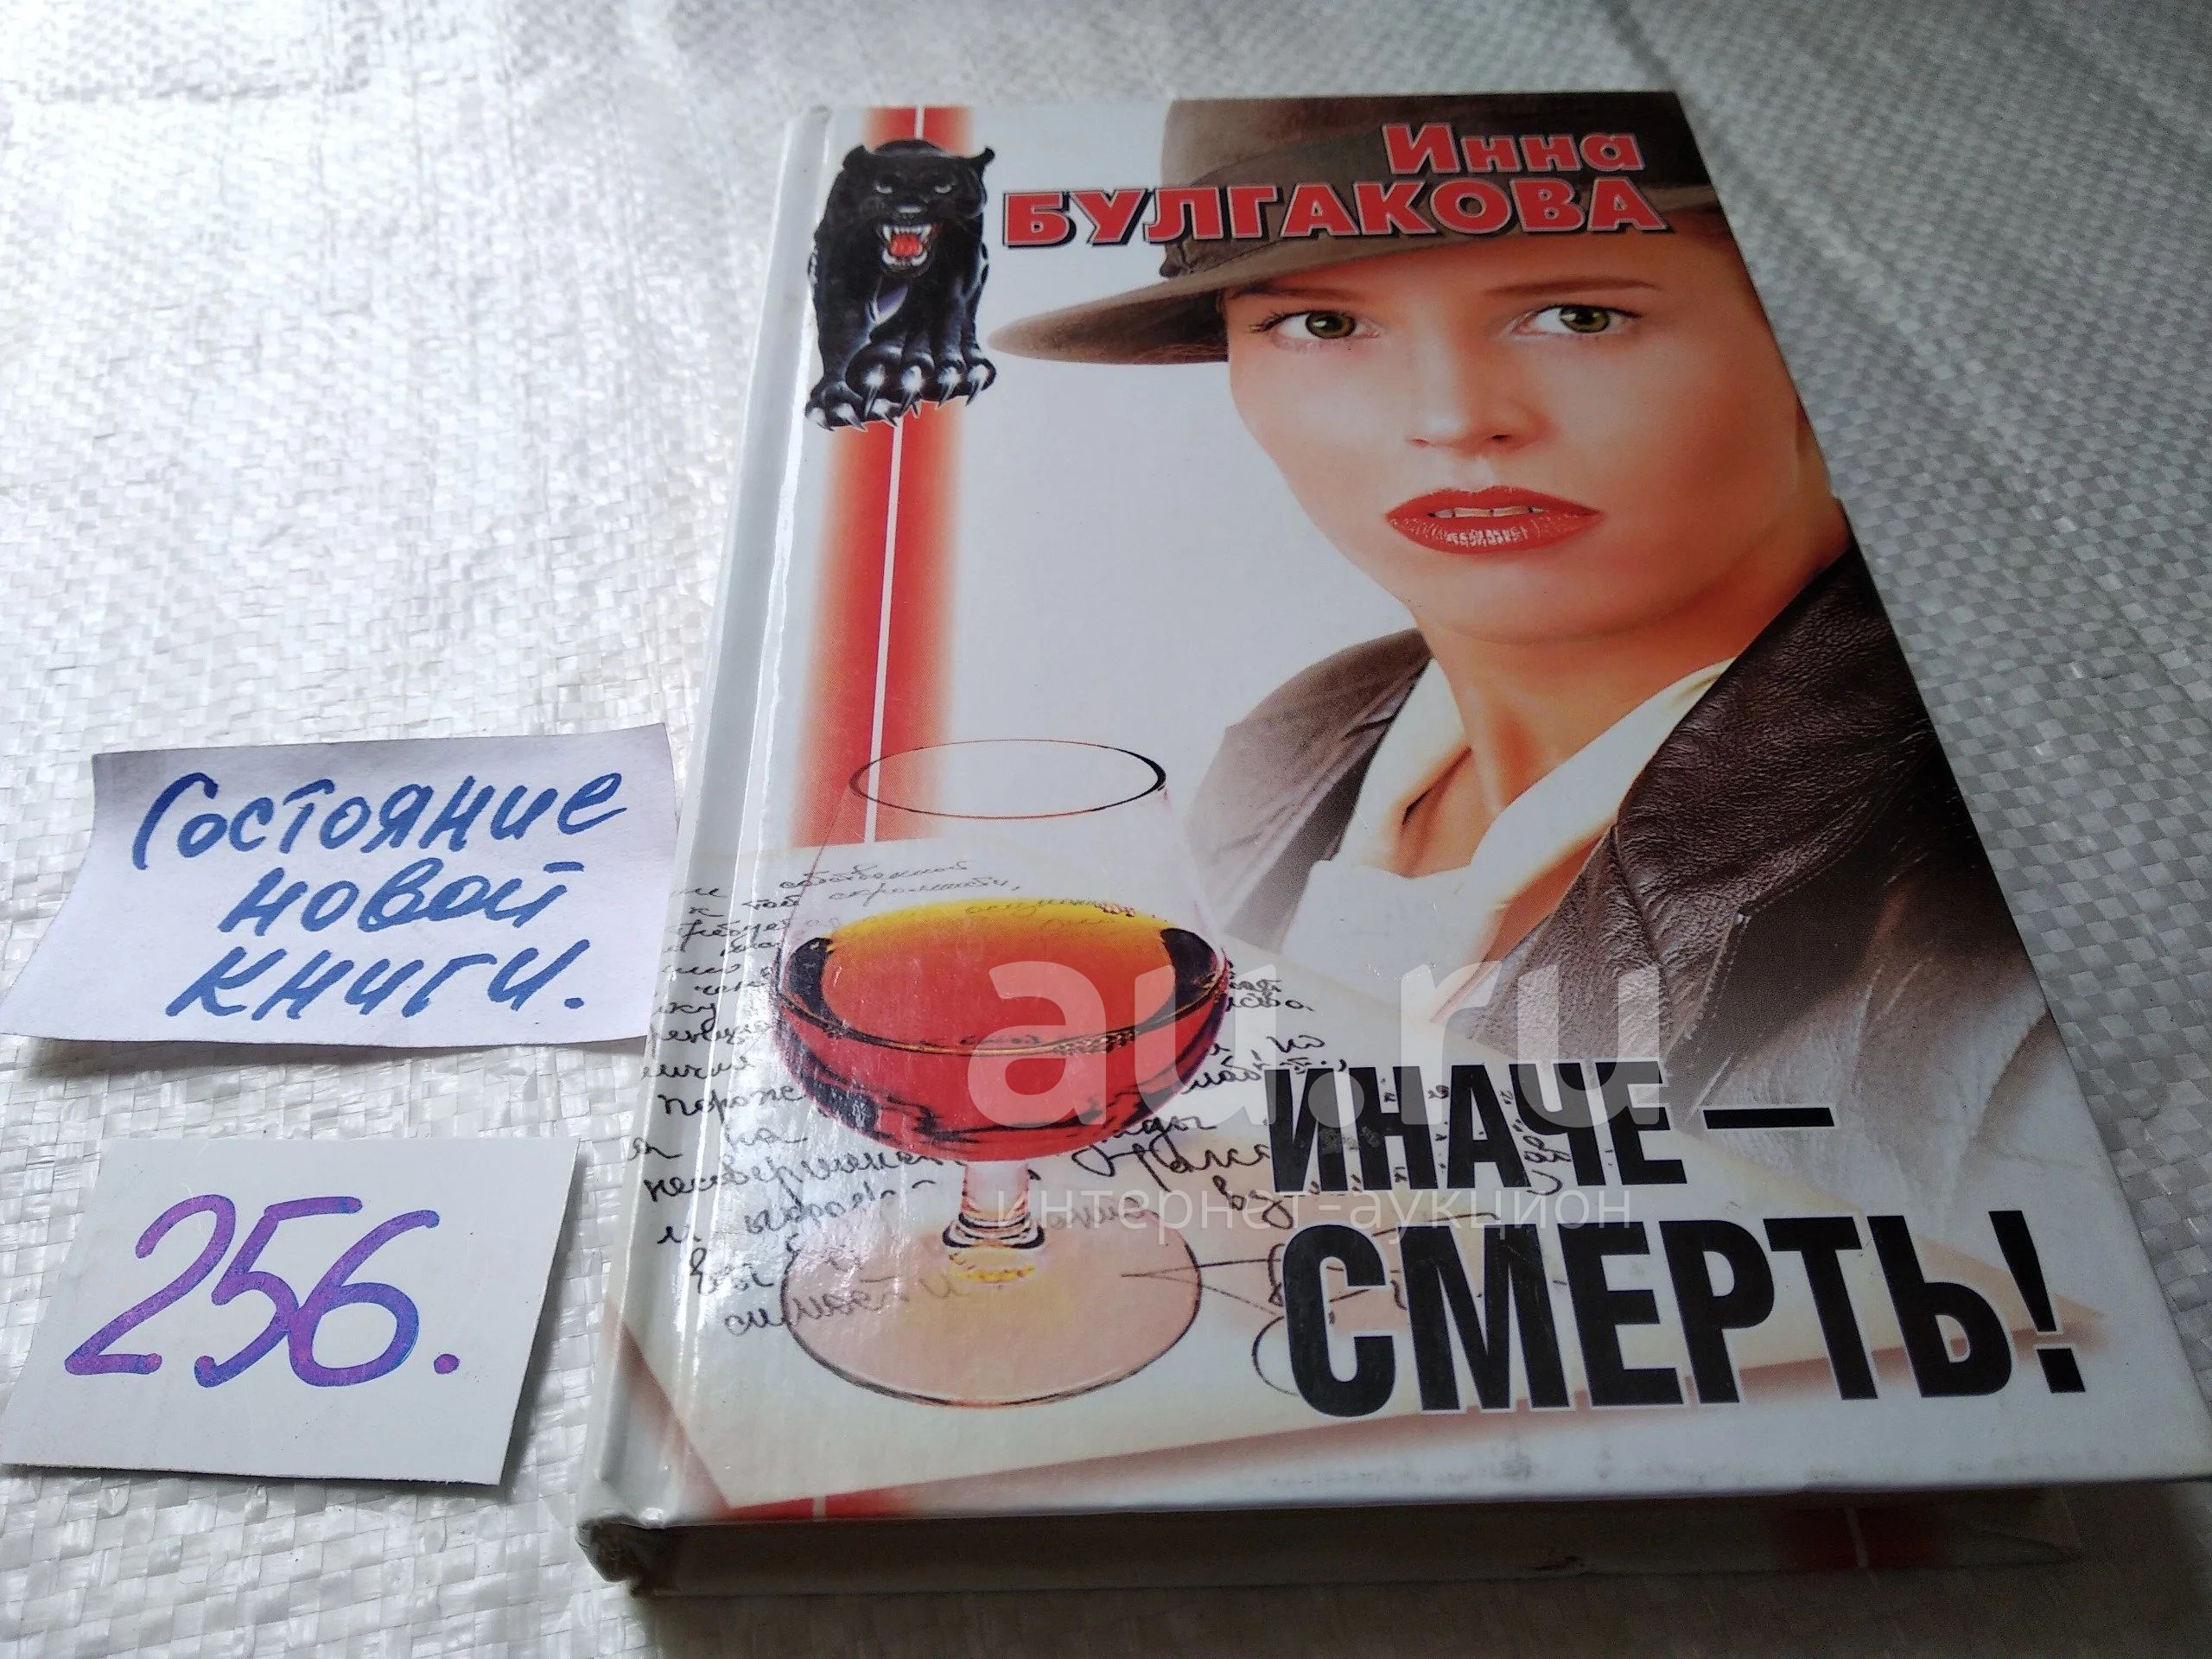 Инна
БУЛГАКОВА
ИНАЧЕ —
СМЕРТЬ!
Состояние
новой
книги.
256.
au.ru
интернет-аукцион